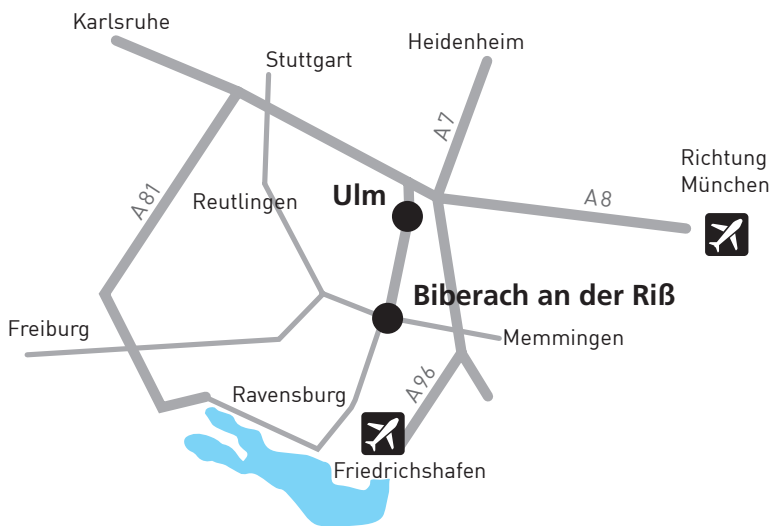 Karlsruhe
Heidenheim
Stuttgart
A7
Richtung
München
A81
Reutlingen
Ulm
A8
Biberach an der Riß
Freiburg
Memmingen
A96
Ravensburg
Friedrichshafen